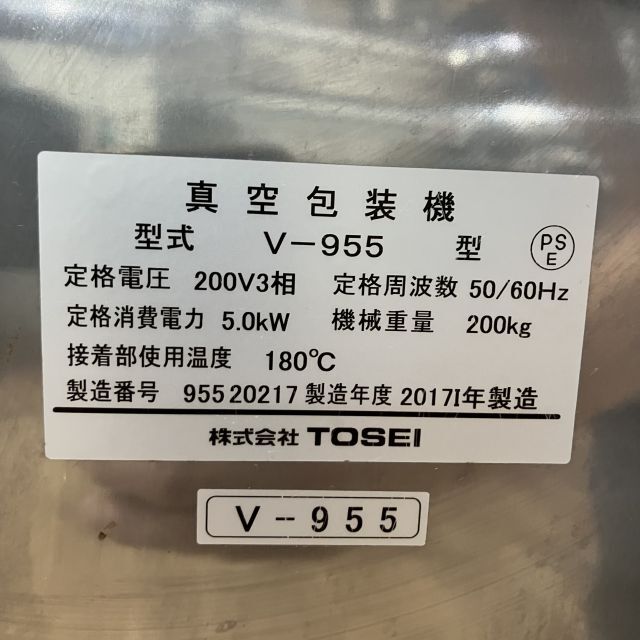 真空包装機
型式 V-955 型 PSE
定格電圧 200V3相 定格周波数 50/60Hz
定格消費電力 5.0kW 機械重量 200kg
接着部使用温度 180℃
製造番号 95520217 製造年度 2017I年製造
株式会社 TOSEI
V--955